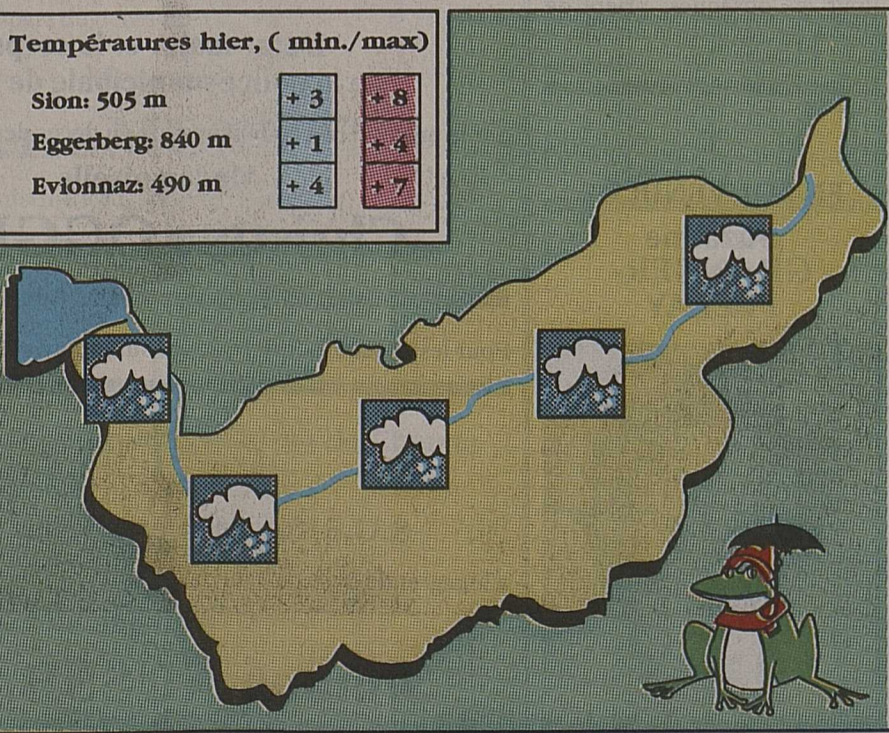 Températures hier, ( min./max)
Sion: 505 m + 3 + 8
Eggerberg: 840 m + 1 + 4
Evionnaz: 490 m + 4 + 7